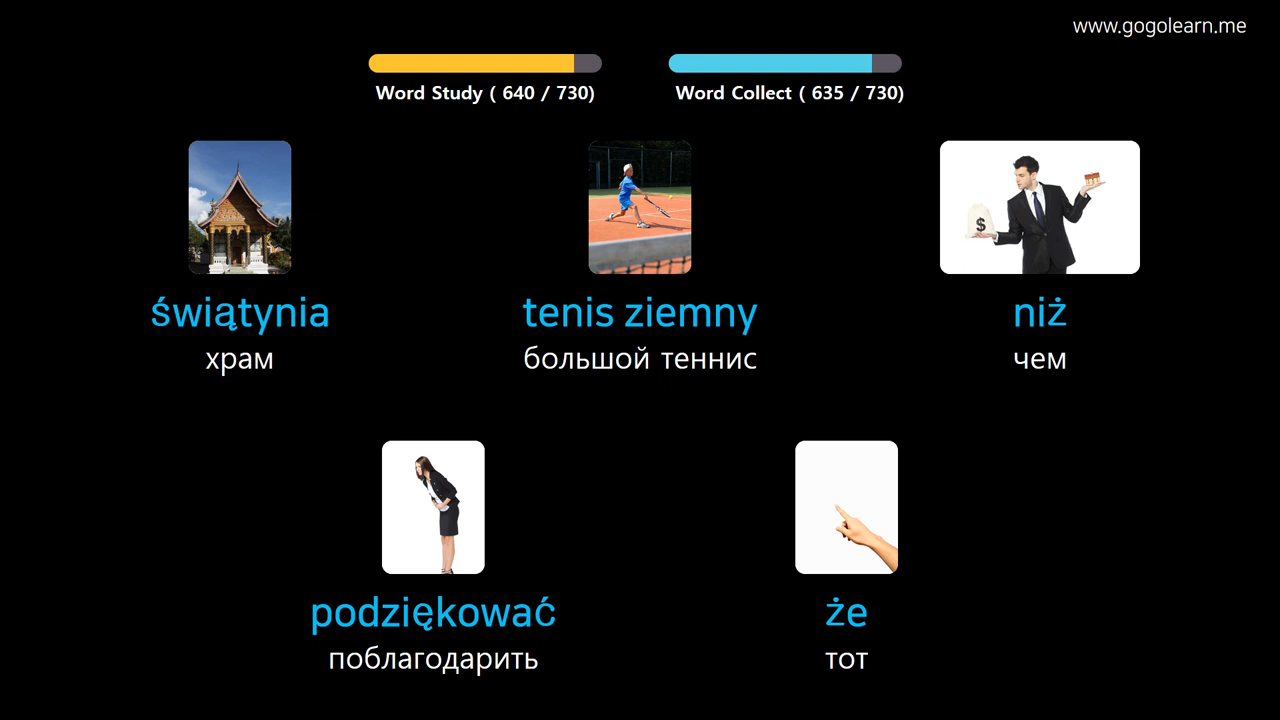 www.gogolearn.me
Word Study ( 640 / 730)
Word Collect ( 635 / 730)
$
świątynia
храм
tenis ziemny
большой теннис
niż
чем
podziękować
поблагодарить
że
тот